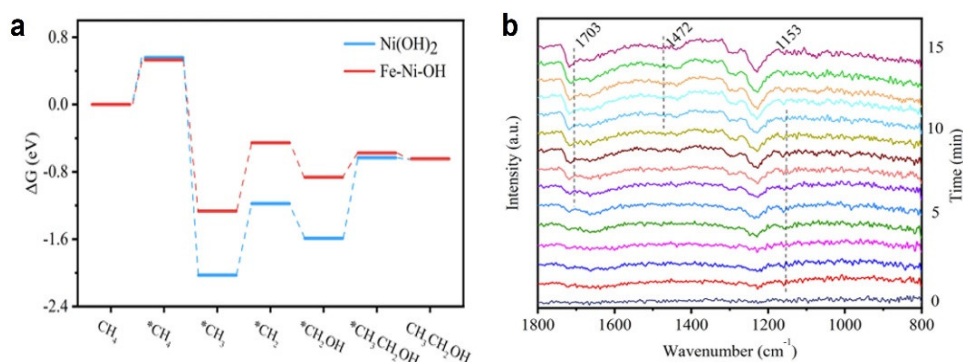 a
0.8
0.0
-0.8
-1.6
-2.4
ΔG (eV)
Ni(OH)2
Fe-Ni-OH
CH4
*CH4
*CH3
*CH2
*CH2OH
*CH3CH2OH
CH3CH2OH
b
1703
1472
1153
15
10
5
0
Time (min)
Intensity (a.u.)
1800
1600
1400
1200
1000
800
Wavenumber (cm⁻¹)